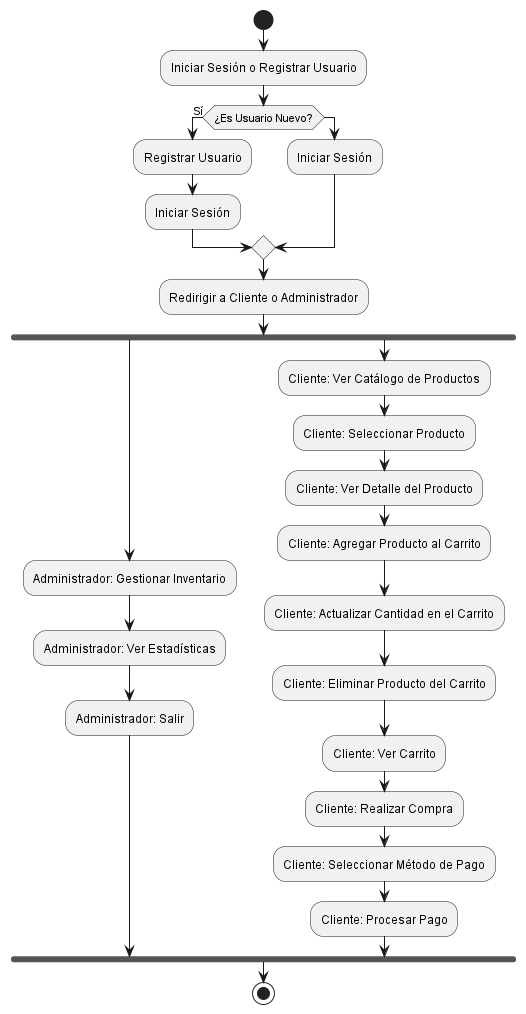 Iniciar Sesión o Registrar Usuario
Sí
¿Es Usuario Nuevo?
Registrar Usuario
Iniciar Sesión
Iniciar Sesión
Redirigir a Cliente o Administrador
Administrador: Gestionar Inventario
Administrador: Ver Estadísticas
Administrador: Salir
Cliente: Ver Catálogo de Productos
Cliente: Seleccionar Producto
Cliente: Ver Detalle del Producto
Cliente: Agregar Producto al Carrito
Cliente: Actualizar Cantidad en el Carrito
Cliente: Eliminar Producto del Carrito
Cliente: Ver Carrito
Cliente: Realizar Compra
Cliente: Seleccionar Método de Pago
Cliente: Procesar Pago